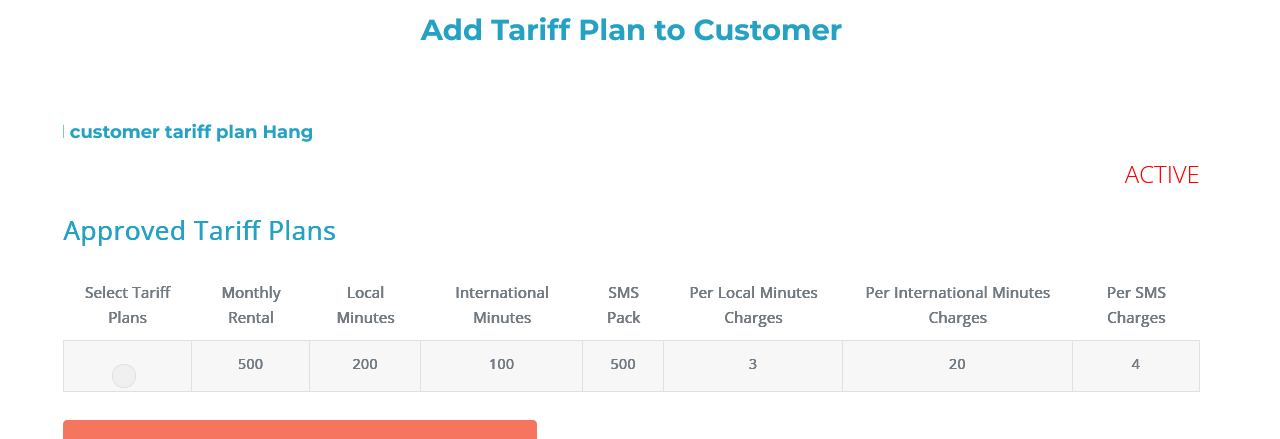 Add Tariff Plan to Customer
customer tariff plan Hang
ACTIVE
Approved Tariff Plans
Select Tariff Plans Monthly Rental Local Minutes International Minutes SMS Pack Per Local Minutes Charges Per International Minutes Charges Per SMS Charges
500 200 100 500 3 20 4